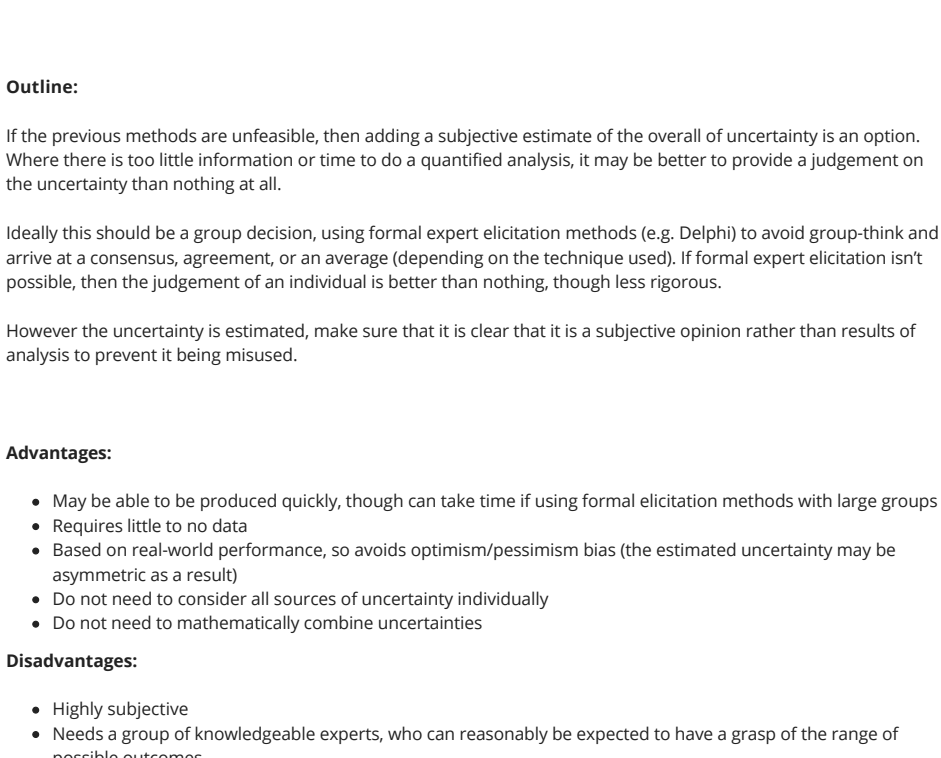 Outline:
If the previous methods are unfeasible, then adding a subjective estimate of the overall of uncertainty is an option.
Where there is too little information or time to do a quantified analysis, it may be better to provide a judgement on
the uncertainty than nothing at all.
Ideally this should be a group decision, using formal expert elicitation methods (e.g. Delphi) to avoid group-think and
arrive at a consensus, agreement, or an average (depending on the technique used). If formal expert elicitation isn’t
possible, then the judgement of an individual is better than nothing, though less rigorous.
However the uncertainty is estimated, make sure that it is clear that it is a subjective opinion rather than results of
analysis to prevent it being misused.
Advantages:
• May be able to be produced quickly, though can take time if using formal elicitation methods with large groups
• Requires little to no data
• Based on real-world performance, so avoids optimism/pessimism bias (the estimated uncertainty may be
asymmetric as a result)
• Do not need to consider all sources of uncertainty individually
• Do not need to mathematically combine uncertainties
Disadvantages:
• Highly subjective
• Needs a group of knowledgeable experts, who can reasonably be expected to have a grasp of the range of
possible outcomes